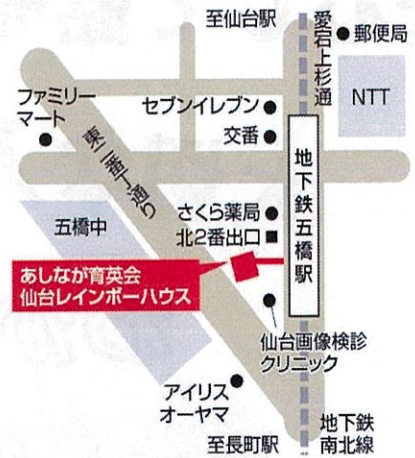 至仙台駅
愛宕上杉通
郵便局
NTT
ファミリー
マート
セブンイレブン
交番
東二番丁通り
地下鉄五橋駅
五橋中
さくら薬局
北2番出口
あしなが育英会
仙台レインボーハウス
仙台画像検診
クリニック
アイリス
オーヤマ
至長町駅
地下鉄
南北線